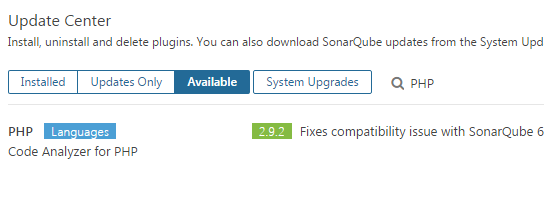 Update Center
Install, uninstall and delete plugins. You can also download SonarQube updates from the System Upd
Installed Updates Only Available System Upgrades PHP
PHP Languages 2.9.2 Fixes compatibility issue with SonarQube 6
Code Analyzer for PHP